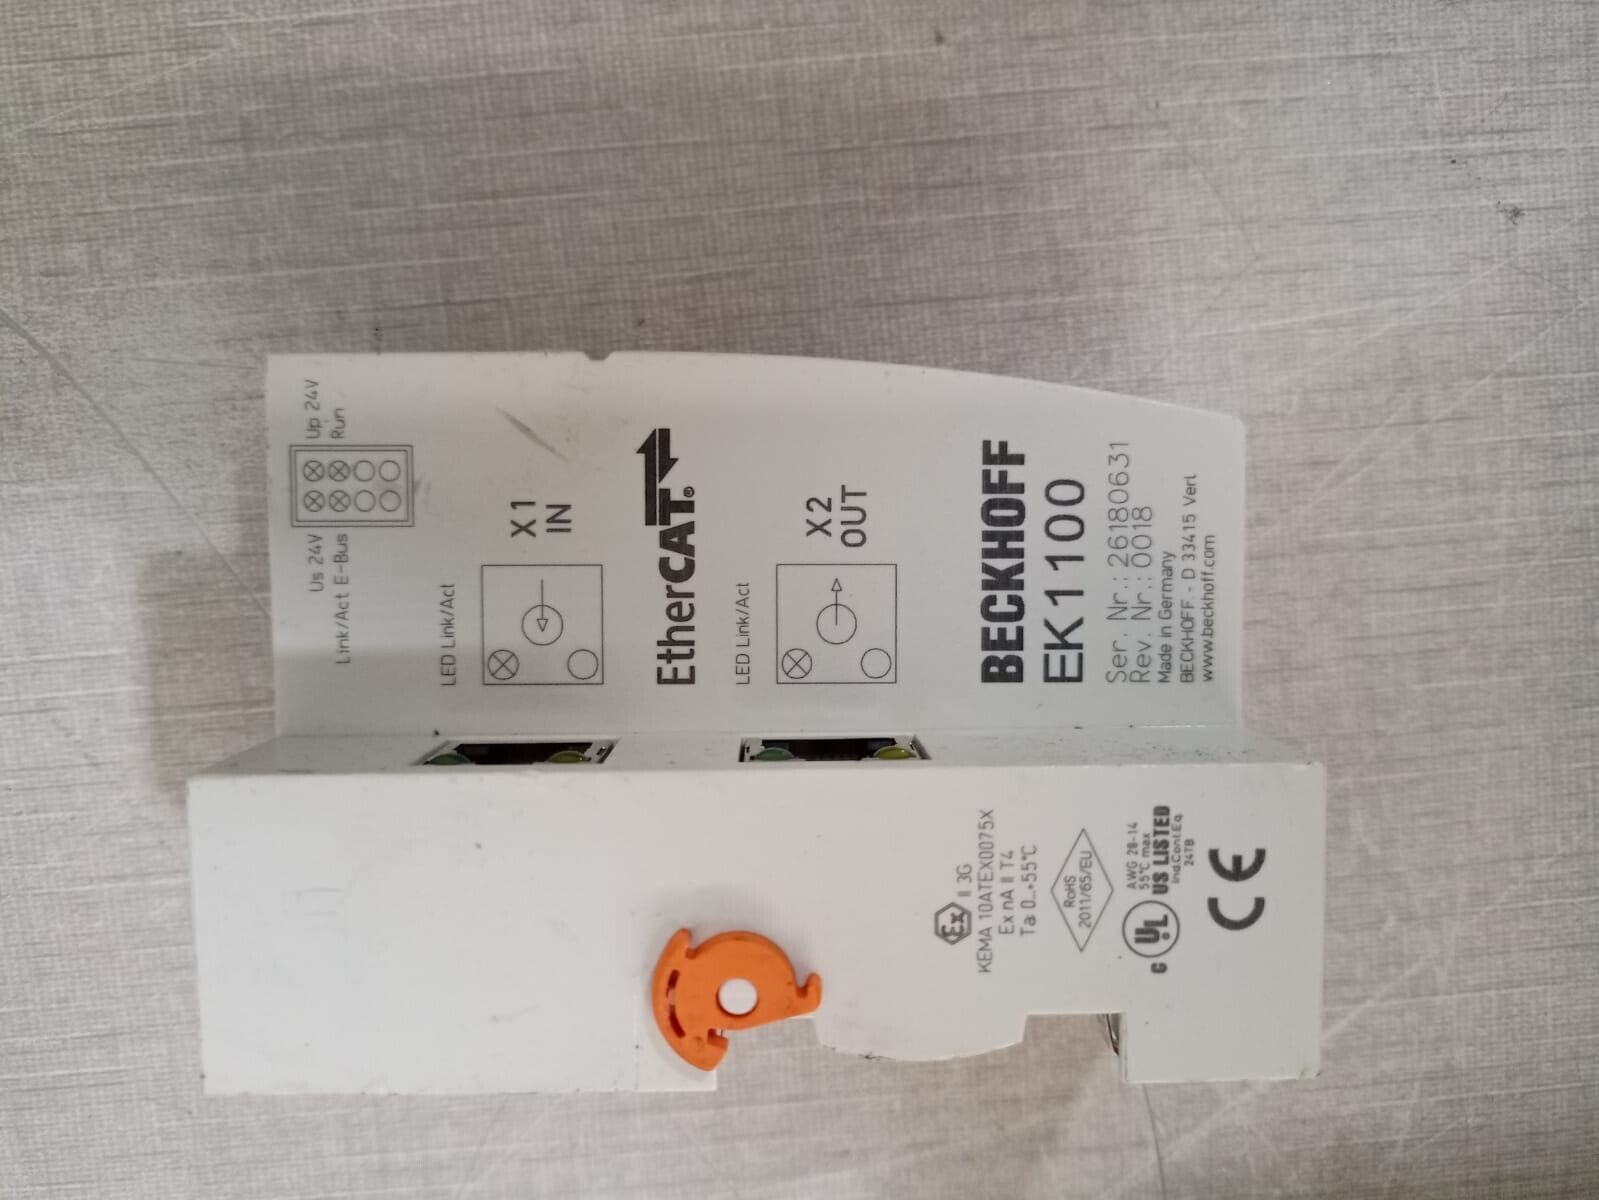 Us 24V
Up 24V
Link/Act E-Bus
Run
LED Link/Act
X1
IN
EtherCAT®
LED Link/Act
X2
OUT
BECKHOFF
EK1100
Ser. Nr.: 26180631
Rev. Nr.: 0018
Made in Germany
BECKHOFF. - D 33415 Verl
www.beckhoff.com
Ex II 3G
KEMA 10ATEX0075X
Ex nA II T4
Ta: 0...+55°C
RoHS
2011/65/EU
AWG 28-14
55°C max
c UL US LISTED
Ind.Cont.Eq.
24TB
CE